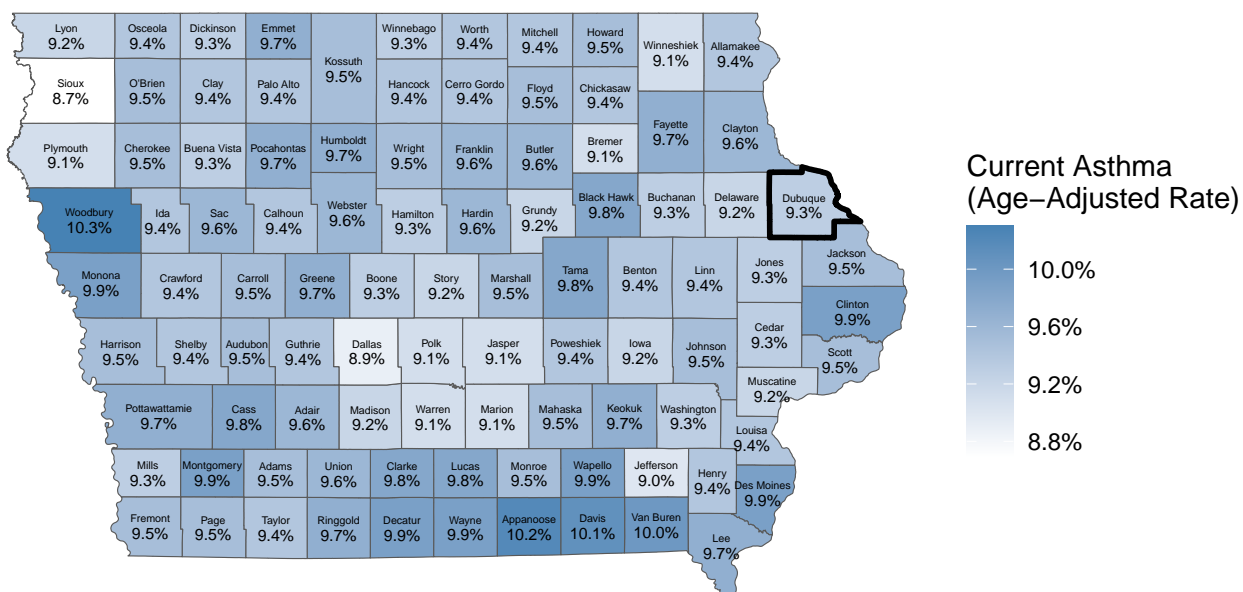 Lyon
9.2%
Osceola
9.4%
Dickinson
9.3%
Emmet
9.7%
Kossuth
9.5%
Winnebago
9.3%
Worth
9.4%
Mitchell
9.4%
Howard
9.5%
Winneshiek
9.1%
Allamakee
9.4%
Sioux
8.7%
O'Brien
9.5%
Clay
9.4%
Palo Alto
9.4%
Hancock
9.4%
Cerro Gordo
9.4%
Floyd
9.5%
Chickasaw
9.4%
Fayette
9.7%
Clayton
9.6%
Plymouth
9.1%
Cherokee
9.5%
Buena Vista
9.3%
Pocahontas
9.7%
Humboldt
9.7%
Wright
9.5%
Franklin
9.6%
Butler
9.6%
Bremer
9.1%
Woodbury
10.3%
Ida
9.4%
Sac
9.6%
Calhoun
9.4%
Webster
9.6%
Hamilton
9.3%
Hardin
9.6%
Grundy
9.2%
Black Hawk
9.8%
Buchanan
9.3%
Delaware
9.2%
Dubuque
9.3%
Monona
9.9%
Crawford
9.4%
Carroll
9.5%
Greene
9.7%
Boone
9.3%
Story
9.2%
Marshall
9.5%
Tama
9.8%
Benton
9.4%
Linn
9.4%
Jones
9.3%
Jackson
9.5%
Clinton
9.9%
Harrison
9.5%
Shelby
9.4%
Audubon
9.5%
Guthrie
9.4%
Dallas
8.9%
Polk
9.1%
Jasper
9.1%
Poweshiek
9.4%
Iowa
9.2%
Johnson
9.5%
Cedar
9.3%
Scott
9.5%
Muscatine
9.2%
Pottawattamie
9.7%
Cass
9.8%
Adair
9.6%
Madison
9.2%
Warren
9.1%
Marion
9.1%
Mahaska
9.5%
Keokuk
9.7%
Washington
9.3%
Louisa
9.4%
Mills
9.3%
Montgomery
9.9%
Adams
9.5%
Union
9.6%
Clarke
9.8%
Lucas
9.8%
Monroe
9.5%
Wapello
9.9%
Jefferson
9.0%
Henry
9.4%
Des Moines
9.9%
Fremont
9.5%
Page
9.5%
Taylor
9.4%
Ringgold
9.7%
Decatur
9.9%
Wayne
9.9%
Appanoose
10.2%
Davis
10.1%
Van Buren
10.0%
Lee
9.7%
Current Asthma
(Age−Adjusted Rate)
10.0%
9.6%
9.2%
8.8%